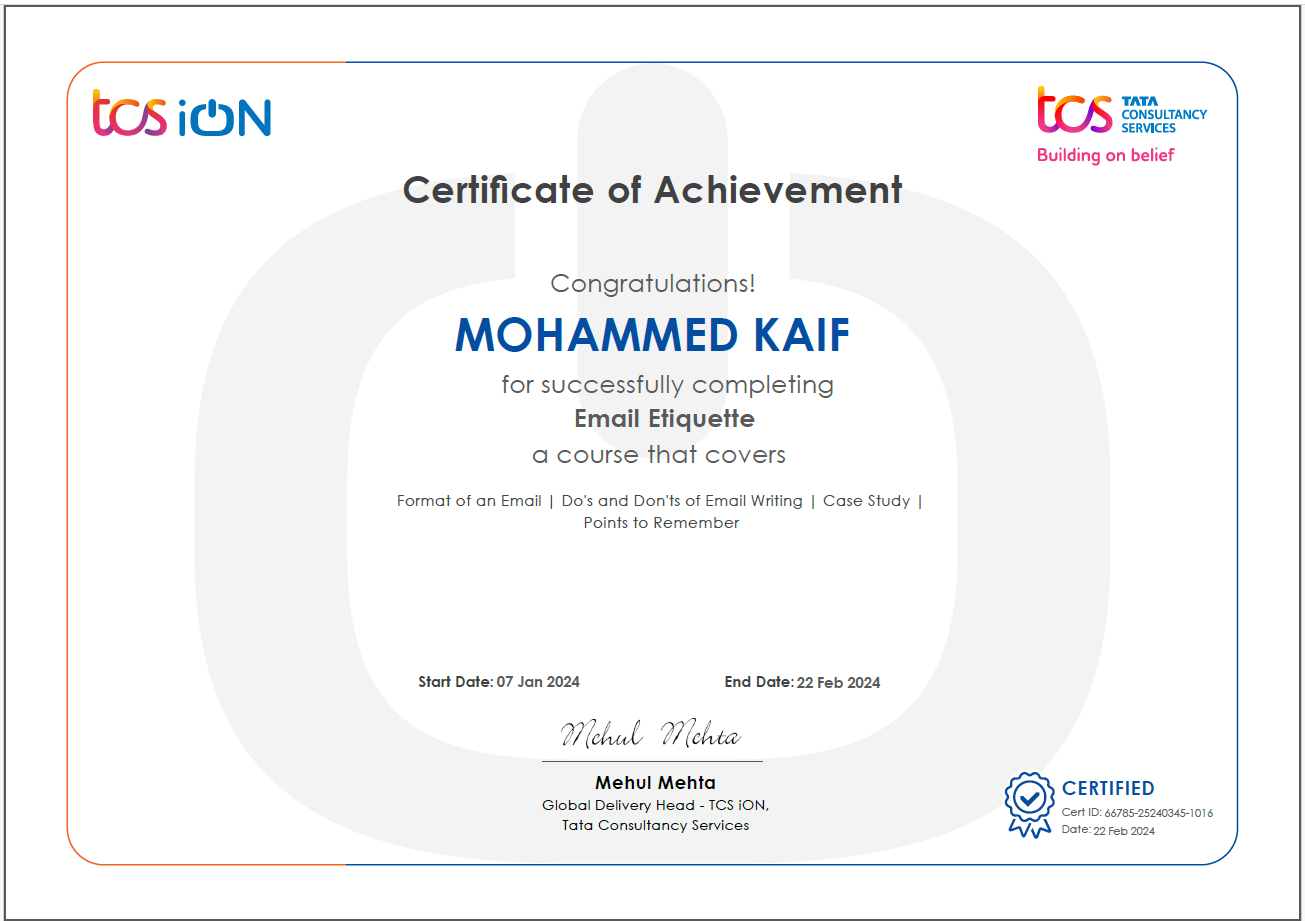 tcs iON
tcs TATA
CONSULTANCY
SERVICES
Building on belief
Certificate of Achievement
Congratulations!
MOHAMMED KAIF
for successfully completing
Email Etiquette
a course that covers
Format of an Email | Do's and Don'ts of Email Writing | Case Study |
Points to Remember
Start Date: 07 Jan 2024 End Date: 22 Feb 2024
Mehul Mehta
Mehul Mehta
Global Delivery Head - TCS iON,
Tata Consultancy Services
CERTIFIED
Cert ID: 66785-25240345-1016
Date: 22 Feb 2024